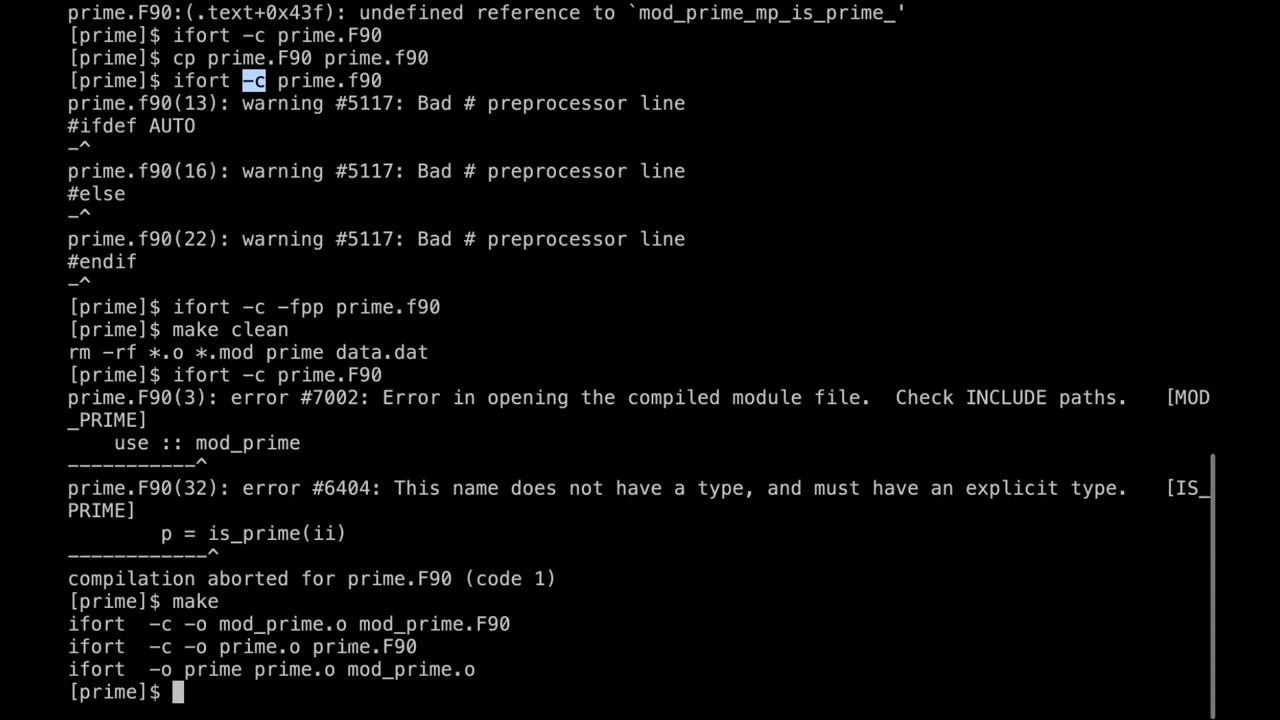 prime.F90:(.text+0x43f): undefined reference to `mod_prime_mp_is_prime_'
[prime]$ ifort -c prime.F90
[prime]$ cp prime.F90 prime.f90
[prime]$ ifort -c prime.f90
prime.f90(13): warning #5117: Bad # preprocessor line
#ifdef AUTO
-^
prime.f90(16): warning #5117: Bad # preprocessor line
#else
-^
prime.f90(22): warning #5117: Bad # preprocessor line
#endif
-^
[prime]$ ifort -c -fpp prime.f90
[prime]$ make clean
rm -rf *.o *.mod prime data.dat
[prime]$ ifort -c prime.F90
prime.F90(3): error #7002: Error in opening the compiled module file.  Check INCLUDE paths.   [MOD
_PRIME]
    use :: mod_prime
-----------^
prime.F90(32): error #6404: This name does not have a type, and must have an explicit type.   [IS_
PRIME]
        p = is_prime(ii)
------------^
compilation aborted for prime.F90 (code 1)
[prime]$ make
ifort  -c -o mod_prime.o mod_prime.F90
ifort  -c -o prime.o prime.F90
ifort  -o prime prime.o mod_prime.o
[prime]$